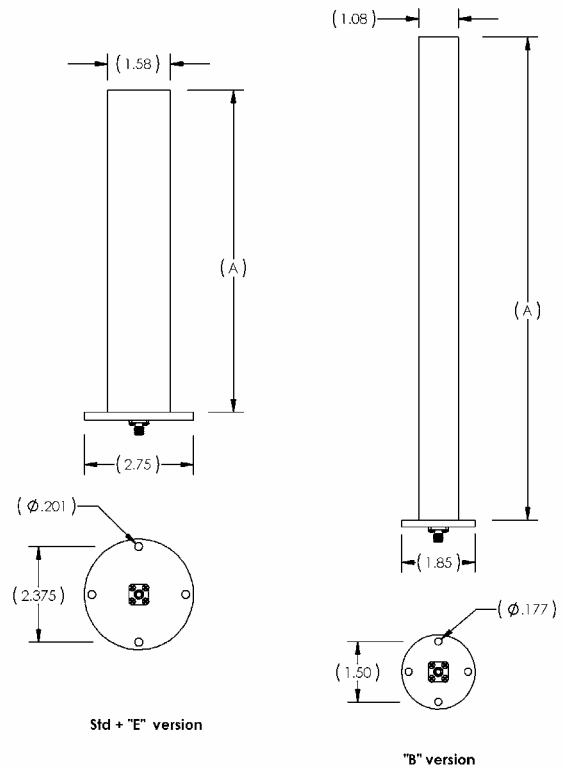 (1.08)
(1.58)
(A)
(A)
(2.75)
(Ø.201)
(1.85)
(2.375)
(Ø.177)
(1.50)
Std + "E" version
"B" version